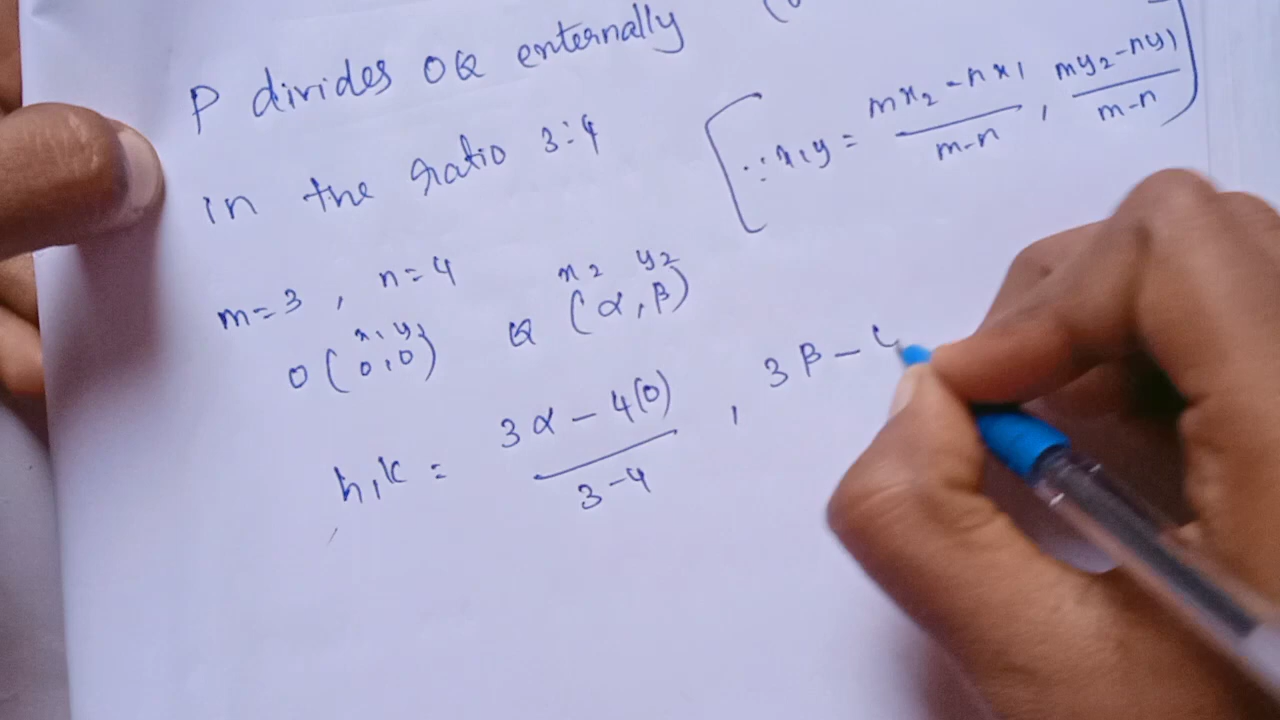 P divides OQ enternally
in the ratio 3:4
[∵ x,y = mx2 - nx1 / m-n , my2 - ny1 / m-n]
m=3 , n=4
x1 y1 x2 y2
O(0,0) Q (α,β)
h,k = 3α - 4(0) / 3-4 , 3β -